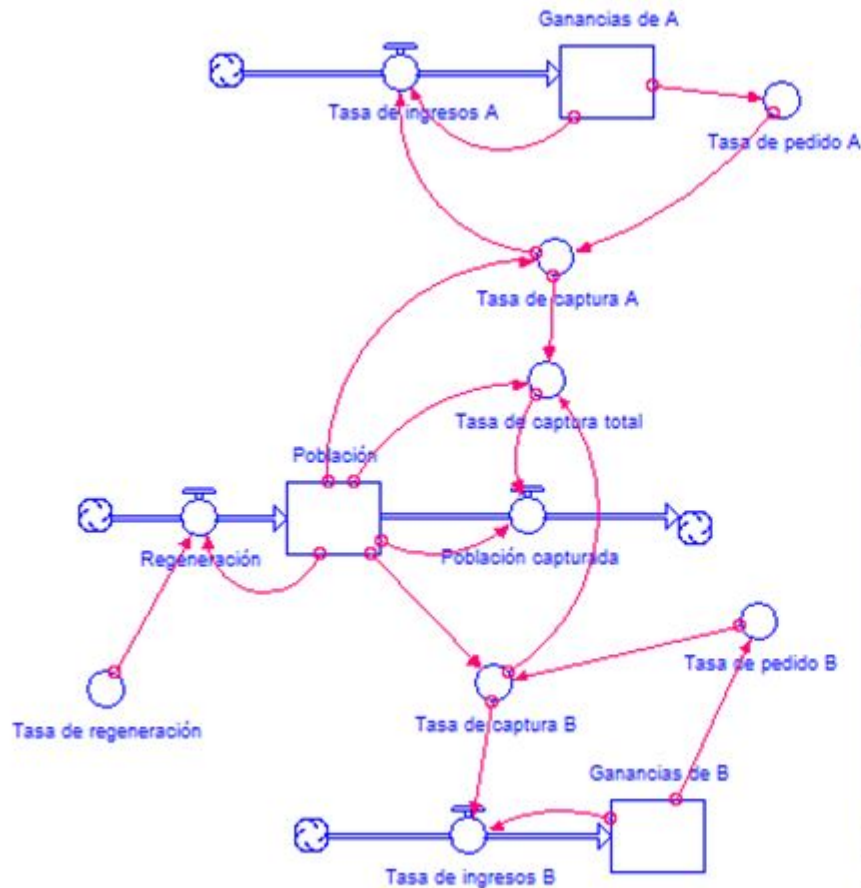 Ganancias de A
Tasa de ingresos A
Tasa de pedido A
Tasa de captura A
Tasa de captura total
Población
Regeneración
Población capturada
Tasa de pedido B
Tasa de regeneración
Tasa de captura B
Ganancias de B
Tasa de ingresos B